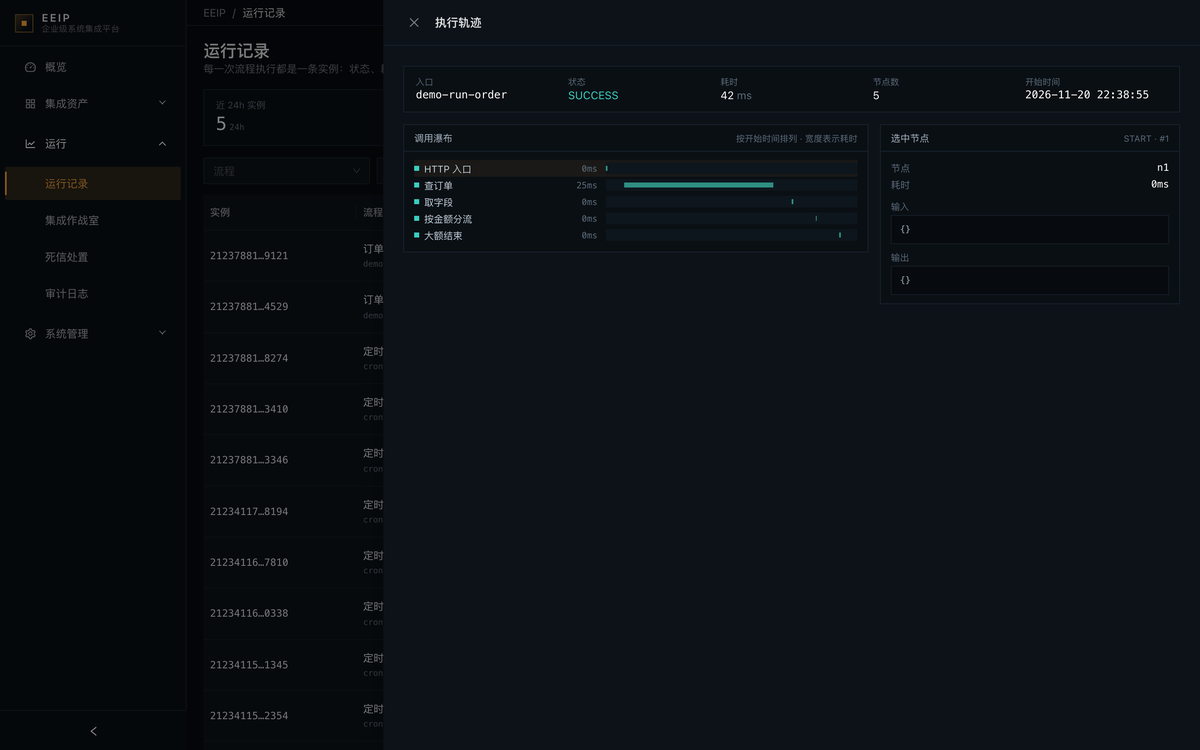 EEIP
企业级系统集成平台
概览
集成资产
运行
运行记录
集成作战室
死信处置
审计日志
系统管理
EEIP / 运行记录
运行记录
每一次流程执行都是一条实例：状态、
近 24h 实例
5 24h
流程
实例 流程
21237881…9121 订单
demo
21237881…4529 订单
demo
21237881…8274 定时
cron
21237881…3410 定时
cron
21237881…3346 定时
cron
21234117…8194 定时
cron
21234116…7810 定时
cron
21234116…0338 定时
cron
21234115…1345 定时
cron
21234115…2354 定时
cron
执行轨迹
入口 状态 耗时 节点数 开始时间
demo-run-order SUCCESS 42 ms 5 2026-11-20 22:38:55
调用瀑布 按开始时间排列 · 宽度表示耗时
HTTP 入口 0ms
查订单 25ms
取字段 0ms
按金额分流 0ms
大额结束 0ms
选中节点 START · #1
节点 n1
耗时 0ms
输入
{}
输出
{}